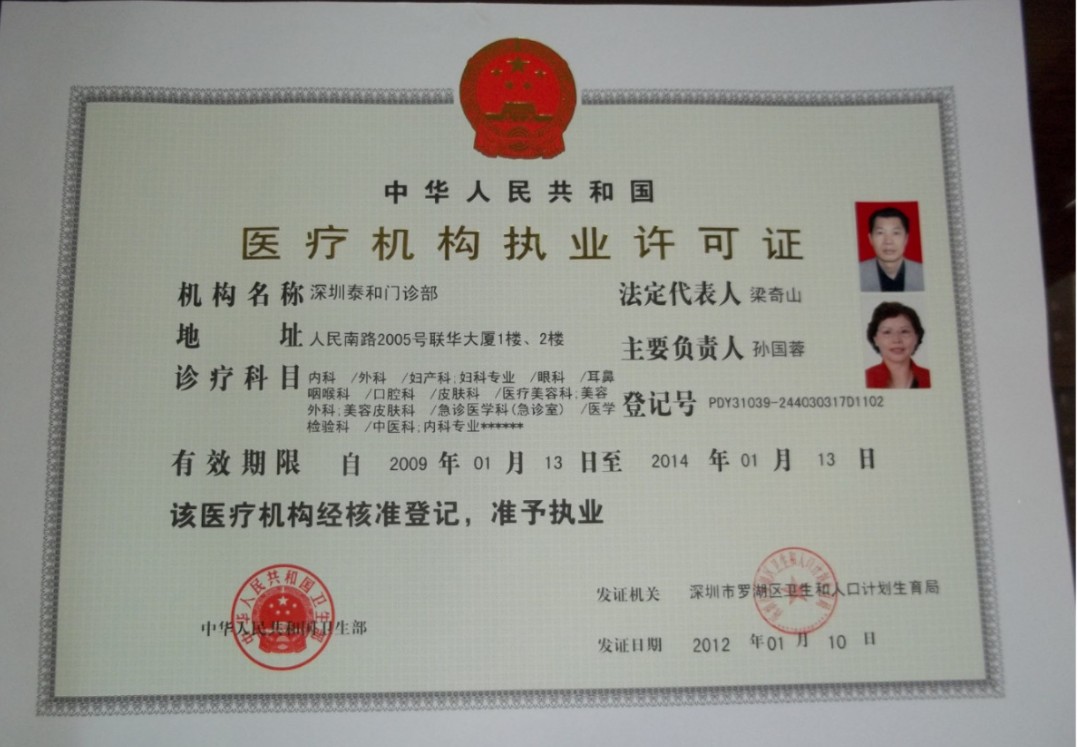 中华人民共和国
医疗机构执业许可证
机构名称 深圳泰和门诊部
法定代表人 梁奇山
地址 人民南路2005号联华大厦1楼、2楼
主要负责人 孙国蓉
诊疗科目 内科 /外科 /妇产科;妇科专业 /眼科 /耳鼻
咽喉科 /口腔科 /皮肤科 /医疗美容科;美容
外科;美容皮肤科 /急诊医学科(急诊室) /医学
检验科 /中医科;内科专业******
登记号 PDY31039-244030317D1102
有效期限 自 2009 年 01 月 13 日至 2014 年 01 月 13 日
该医疗机构经核准登记，准予执业
中华人民共和国卫生部
中华人民共和国卫生部
发证机关 深圳市罗湖区卫生和人口计划生育局
发证日期 2012 年 01 月 10 日